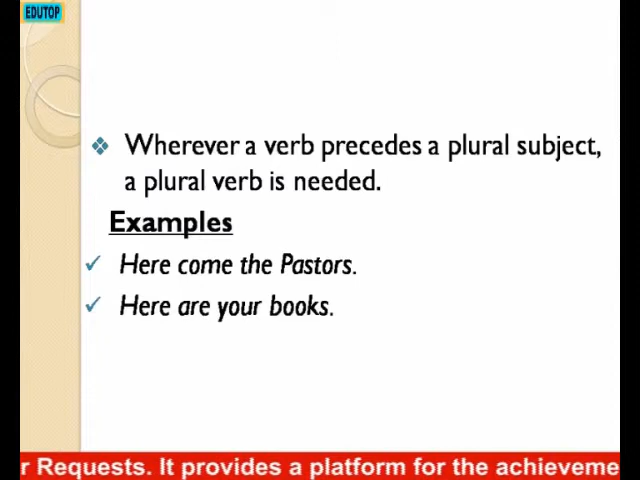 EDUTOP
Wherever a verb precedes a plural subject,
a plural verb is needed.
Examples
Here come the Pastors.
Here are your books.
r Requests. It provides a platform for the achieveme